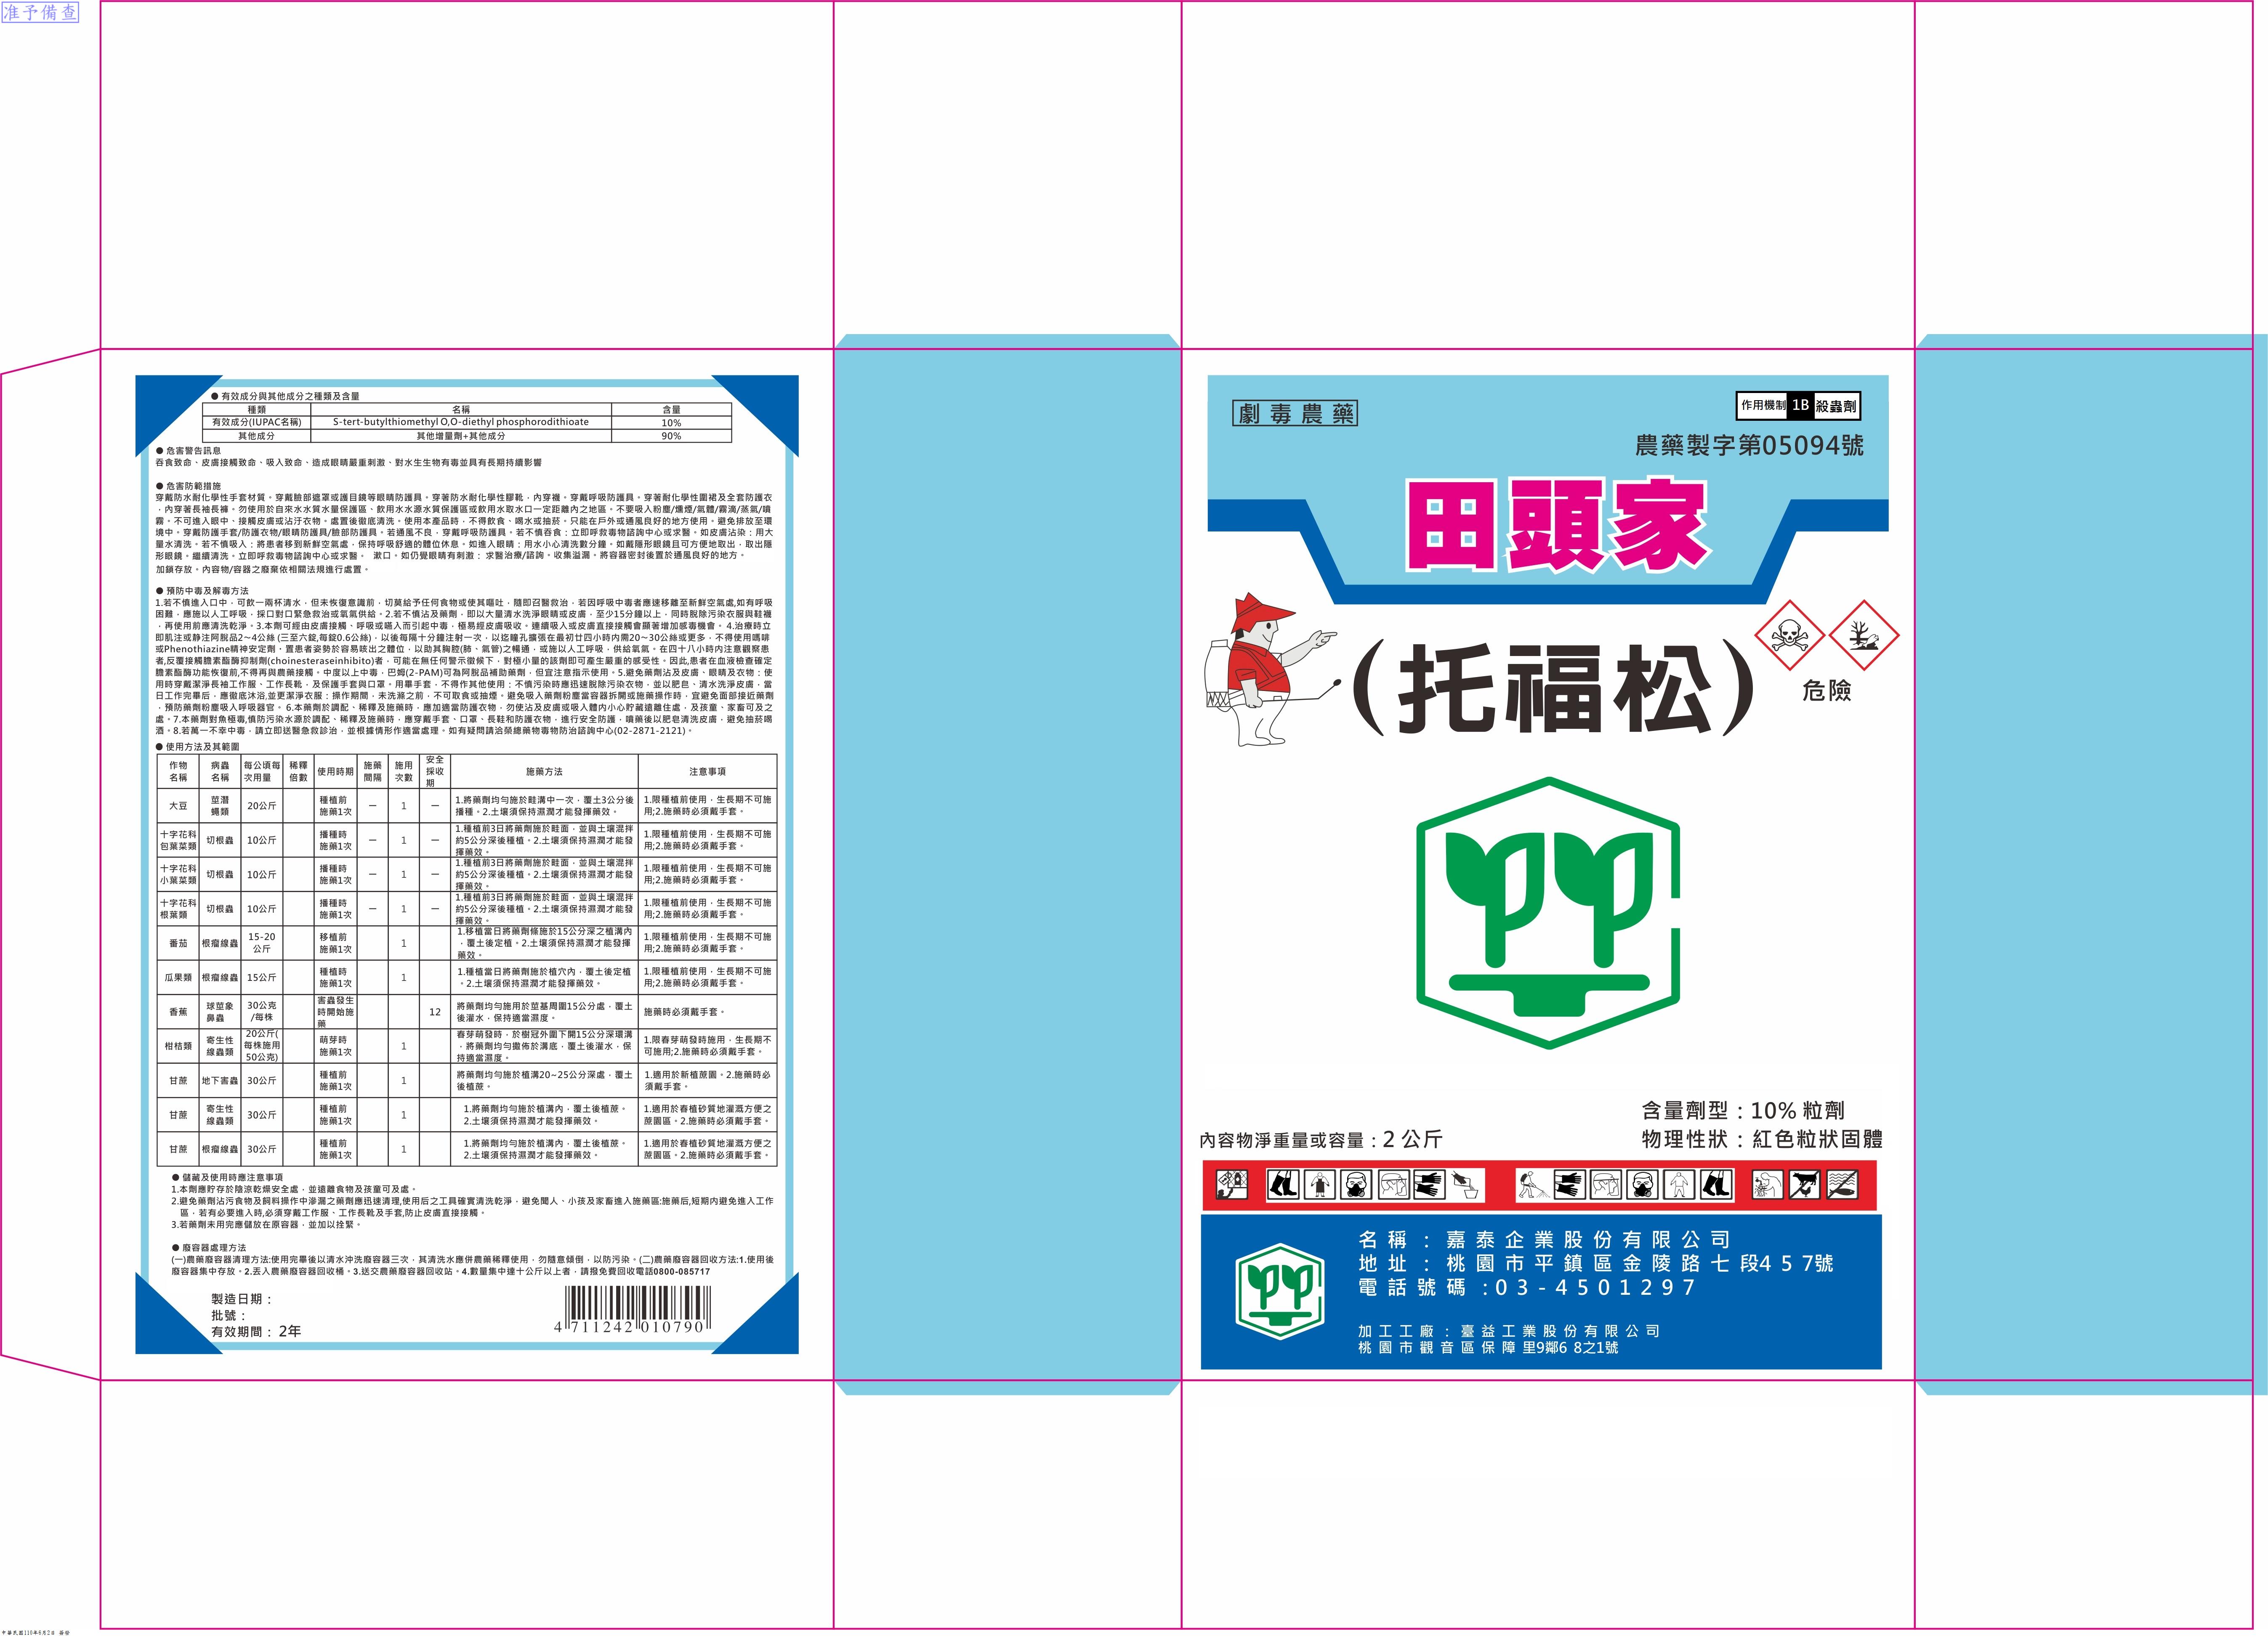 准予備查
● 有效成分與其他成分之種類及含量
種類 名稱 含量
有效成分(IUPAC名稱) S-tert-butylthiomethyl O,O-diethyl phosphorodithioate 10%
其他成分 其他增量劑+其他成分 90%
● 危害警告訊息
吞食致命、皮膚接觸致命、吸入致命、造成眼睛嚴重刺激、對水生生物有毒並具有長期持續影響
● 危害防範措施
穿戴防水耐化學性手套材質。穿戴臉部遮罩或護目鏡等眼睛防護具。穿著防水耐化學性膠靴，內穿襪。穿戴呼吸防護具。穿著耐化學性圍裙及全套防護衣
，內穿著長袖長褲。勿使用於自來水水質水量保護區、飲用水水源水質保護區或飲用水取水口一定距離內之地區。不要吸入粉塵/燻煙/氣體/霧滴/蒸氣/噴
霧。不可進入眼中、接觸皮膚或沾汙衣物。處置後徹底清洗。使用本產品時，不得飲食、喝水或抽菸。只能在戶外或通風良好的地方使用。避免排放至環
境中。穿戴防護手套/防護衣物/眼睛防護具/臉部防護具。若通風不良，穿戴呼吸防護具。若不慎吞食：立即呼救毒物諮詢中心或求醫。如皮膚沾染：用大
量水清洗。若不慎吸入：將患者移到新鮮空氣處，保持呼吸舒適的體位休息。如進入眼睛：用水小心清洗數分鐘。如戴隱形眼鏡且可方便地取出，取出隱
形眼鏡。繼續清洗。立即呼救毒物諮詢中心或求醫。 漱口。如仍覺眼睛有刺激：求醫治療/諮詢。收集溢漏。將容器密封後置於通風良好的地方。
加鎖存放。內容物/容器之廢棄依相關法規進行處置。
● 預防中毒及解毒方法
1.若不慎進入口中，可飲一兩杯清水，但未恢復意識前，切莫給予任何食物或使其嘔吐，隨即召醫救治，若因呼吸中毒者應速移離至新鮮空氣處,如有呼吸
困難，應施以人工呼吸，採口對口緊急救治或氧氣供給。2.若不慎沾及藥劑，即以大量清水洗淨眼睛或皮膚，至少15分鐘以上，同時脫除污染衣服與鞋襪
，再使用前應清洗乾淨。3.本劑可經由皮膚接觸、呼吸或嚥入而引起中毒，極易經皮膚吸收。連續吸入或皮膚直接接觸會顯著增加感毒機會。 4.治療時立
即肌注或静注阿脫品2~4公絲 (三至六錠,每錠0.6公絲)，以後每隔十分鐘注射一次，以迄瞳孔擴張在最初廿四小時內需20~30公絲或更多，不得使用嗎啡
或Phenothiazine精神安定劑、置患者姿勢於容易咳出之體位，以助其胸腔(肺、氣管)之暢通，或施以人工呼吸，供給氧氣。在四十八小時內注意觀察患
者,反覆接觸膽素酯酶抑制劑(choinesteraseinhibito)者，可能在無任何警示徵候下，對極小量的該劑即可產生嚴重的感受性。因此,患者在血液檢查確定
膽素酯酶功能恢復前,不得再與農藥接觸。中度以上中毒，巴姆(2-PAM)可為阿脫品補助藥劑，但宜注意指示使用。5.避免藥劑沾及皮膚、眼睛及衣物：使
用時穿戴潔淨長袖工作服、工作長靴，及保護手套與口罩。用畢手套，不得作其他使用：不慎污染時應迅速脫除污染衣物，並以肥皂、清水洗淨皮膚，當
日工作完畢后，應徹底沐浴,並更潔淨衣服：操作期間，未洗滌之前，不可取食或抽煙。避免吸入藥劑粉塵當容器拆開或施藥操作時，宜避免面部接近藥劑
，預防藥劑粉塵吸入呼吸器官。 6.本藥劑於調配、稀釋及施藥時，應加適當防護衣物，勿使沾及皮膚或吸入體內小心貯藏遠離住處，及孩童、家畜可及之
處。7.本藥劑對魚極毒,慎防污染水源於調配、稀釋及施藥時，應穿戴手套、口罩、長鞋和防護衣物，進行安全防護，噴藥後以肥皂清洗皮膚，避免抽菸喝
酒。8.若萬一不幸中毒，請立即送醫急救診治，並根據情形作適當處理。如有疑問請洽榮總藥物毒物防治諮詢中心(02-2871-2121)。
● 使用方法及其範圍
作物名稱 病蟲名稱 每公頃每次用量 稀釋倍數 使用時期 施藥間隔 施用次數 安全採收期 施藥方法 注意事項
大豆 莖潛蠅類 20公斤 種植前施藥1次 — 1 — 1.將藥劑均勻施於畦溝中一次，覆土3公分後播種。2.土壤須保持濕潤才能發揮藥效。 1.限種植前使用，生長期不可施用;2.施藥時必須戴手套。
十字花科包葉菜類 切根蟲 10公斤 播種時施藥1次 — 1 — 1.種植前3日將藥劑施於畦面，並與土壤混拌約5公分深後種植。2.土壤須保持濕潤才能發揮藥效。 1.限種植前使用，生長期不可施用;2.施藥時必須戴手套。
十字花科小葉菜類 切根蟲 10公斤 播種時施藥1次 — 1 — 1.種植前3日將藥劑施於畦面，並與土壤混拌約5公分深後種植。2.土壤須保持濕潤才能發揮藥效。 1.限種植前使用，生長期不可施用;2.施藥時必須戴手套。
十字花科根葉類 切根蟲 10公斤 播種時施藥1次 — 1 — 1.種植前3日將藥劑施於畦面，並與土壤混拌約5公分深後種植。2.土壤須保持濕潤才能發揮藥效。 1.限種植前使用，生長期不可施用;2.施藥時必須戴手套。
番茄 根瘤線蟲 15-20公斤 移植前施藥1次 1 1.移植當日將藥劑條施於15公分深之植溝內，覆土後定植。2.土壤須保持濕潤才能發揮藥效。 1.限種植前使用，生長期不可施用;2.施藥時必須戴手套。
瓜果類 根瘤線蟲 15公斤 種植時施藥1次 1 1.種植當日將藥劑施於植穴內，覆土後定植。2.土壤須保持濕潤才能發揮藥效。 1.限種植前使用，生長期不可施用;2.施藥時必須戴手套。
香蕉 球莖象鼻蟲 30公克/每株 害蟲發生時開始施藥 12 將藥劑均勻施用於莖基周圍15公分處，覆土後灌水，保持適當濕度。 施藥時必須戴手套。
柑桔類 寄生性線蟲類 20公斤(每株施用50公克) 萌芽時施藥1次 1 春芽萌發時，於樹冠外圍下開15公分深環溝，將藥劑均勻撒佈於溝底，覆土後灌水，保持適當濕度。 1.限春芽萌發時施用，生長期不可施用;2.施藥時必須戴手套。
甘蔗 地下害蟲 30公斤 種植前施藥1次 1 將藥劑均勻施於植溝20~25公分深處，覆土後植蔗。 1.適用於新植蔗園。2.施藥時必須戴手套。
甘蔗 寄生性線蟲類 30公斤 種植前施藥1次 1 1.將藥劑均勻施於植溝內，覆土後植蔗。2.土壤須保持濕潤才能發揮藥效。 1.適用於春植砂質地灌溉方便之蔗園區。2.施藥時必須戴手套。
甘蔗 根瘤線蟲 30公斤 種植前施藥1次 1 1.將藥劑均勻施於植溝內，覆土後植蔗。2.土壤須保持濕潤才能發揮藥效。 1.適用於春植砂質地灌溉方便之蔗園區。2.施藥時必須戴手套。
● 儲藏及使用時應注意事項
1.本劑應貯存於陰涼乾燥安全處，並遠離食物及孩童可及處。
2.避免藥劑沾污食物及飼料操作中滲漏之藥劑應迅速清理,使用后之工具確實清洗乾淨，避免閒人、小孩及家畜進入施藥區:施藥后,短期內避免進入工作
區，若有必要進入時,必須穿戴工作服、工作長靴及手套,防止皮膚直接接觸。
3.若藥劑未用完應儲放在原容器，並加以拴緊。
● 廢容器處理方法
(一)農藥廢容器清理方法:使用完畢後以清水沖洗廢容器三次，其清洗水應併農藥稀釋使用，勿隨意傾倒，以防污染。(二)農藥廢容器回收方法:1.使用後
廢容器集中存放。2.丟入農藥廢容器回收桶。3.送交農藥廢容器回收站。4.數量集中達十公斤以上者，請撥免費回收電話0800-085717
製造日期：
批號：
有效期間：2年
4 711242 010790
劇毒農藥
作用機制 1B 殺蟲劑
農藥製字第05094號
田頭家
(托福松)
危險
含量劑型：10% 粒劑
內容物淨重量或容量：2 公斤
物理性狀：紅色粒狀固體
名稱：嘉泰企業股份有限公司
地址：桃園市平鎮區金陵路七段457號
電話號碼：03-4501297
加工工廠：臺益工業股份有限公司
桃園市觀音區保障里9鄰68之1號